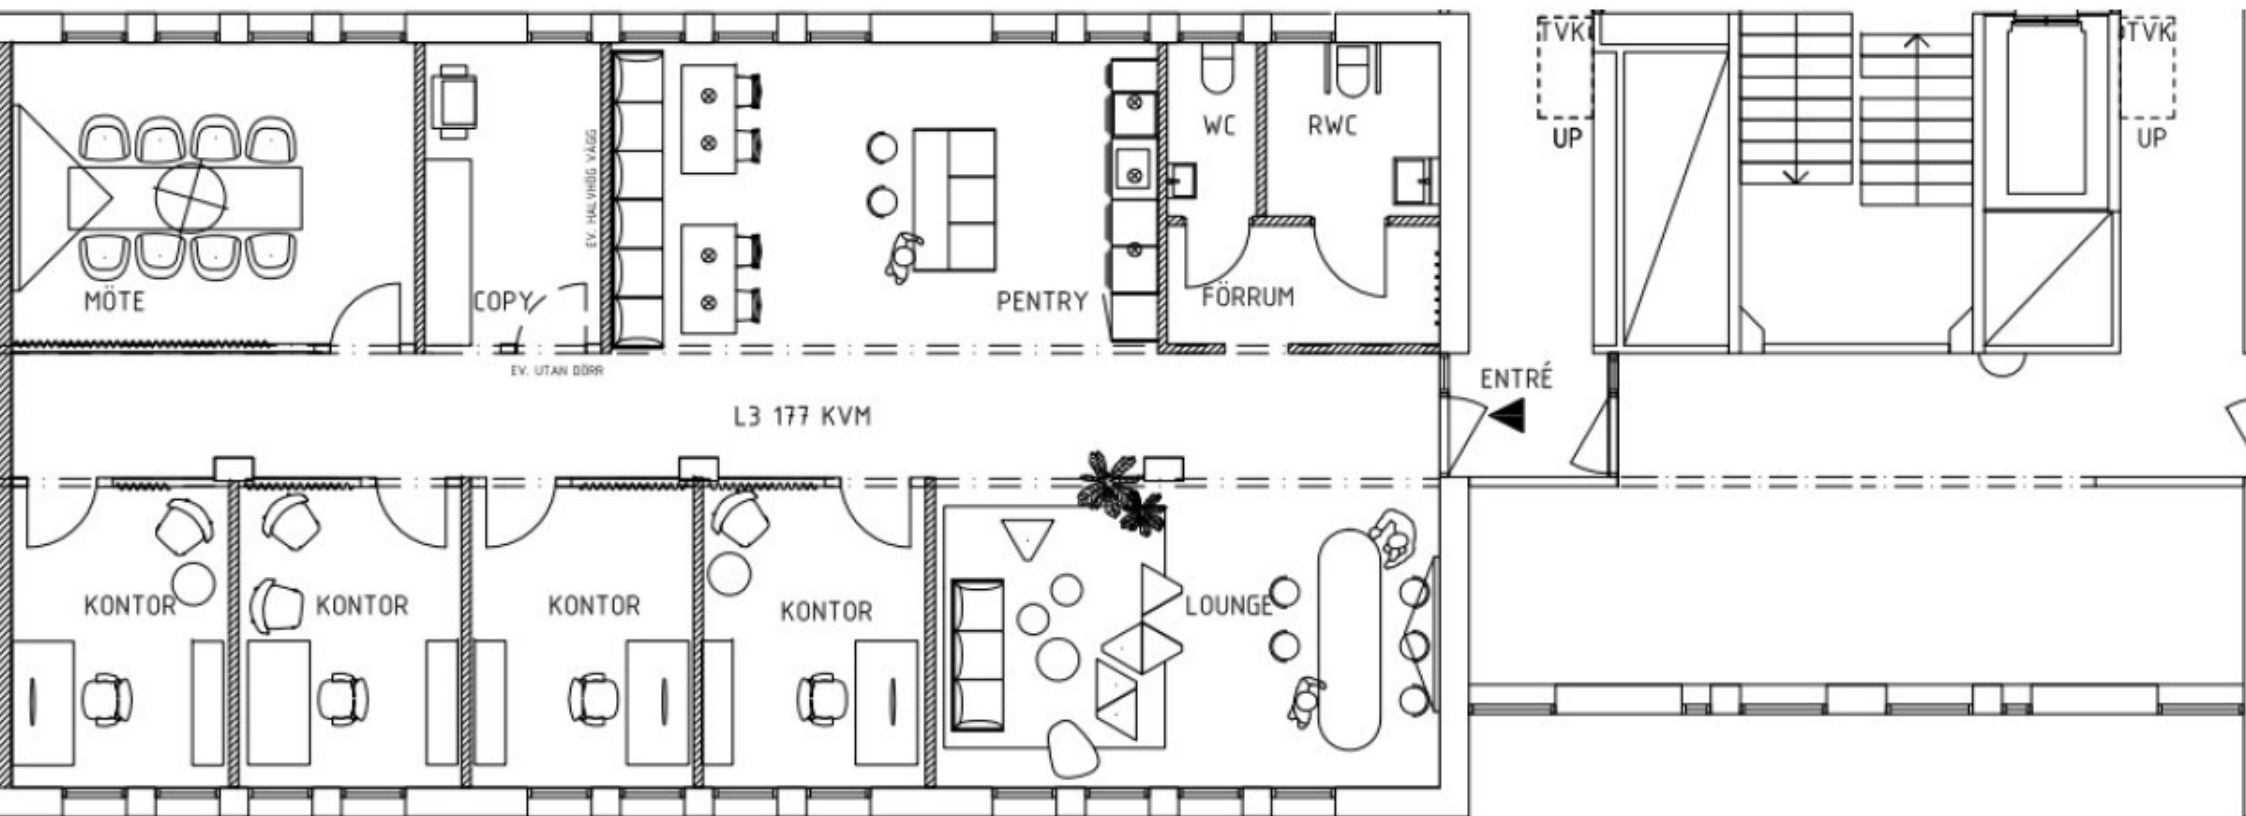 TVK
TVK
UP
UP
WC
RWC
EV. HALVHÖG VÄGG
MÖTE
COPY
PENTRY
FÖRRUM
EV. UTAN DÖRR
ENTRÉ
L3 177 KVM
KONTOR
KONTOR
KONTOR
KONTOR
LOUNGE